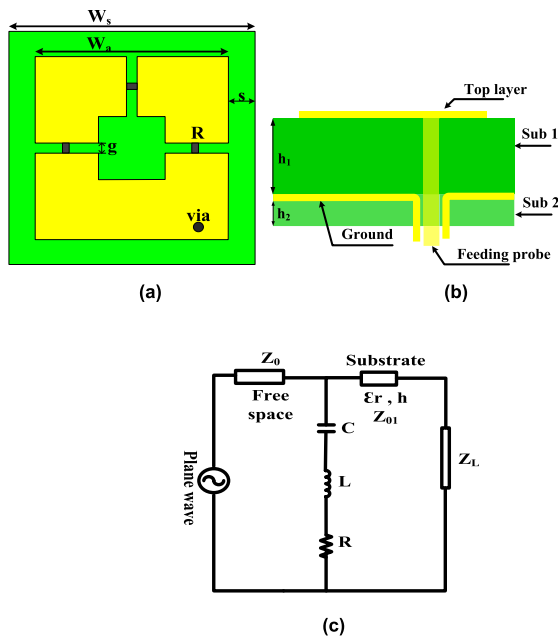 Ws
Wa
s
R
g
via
(a)
Top layer
Sub 1
h1
h2
Sub 2
Ground
Feeding probe
(b)
Z0
Substrate
Free
space
Ɛr , h
Z01
C
ZL
Plane wave
L
R
(c)